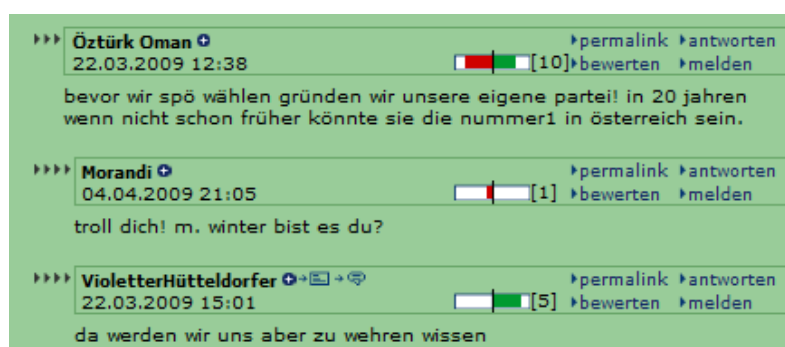 Öztürk Oman ▸permalink ▸antworten
22.03.2009 12:38 [10] ▸bewerten ▸melden
bevor wir spö wählen gründen wir unsere eigene partei! in 20 jahren
wenn nicht schon früher könnte sie die nummer1 in österreich sein.
Morandi ▸permalink ▸antworten
04.04.2009 21:05 [1] ▸bewerten ▸melden
troll dich! m. winter bist es du?
VioletterHütteldorfer ▸permalink ▸antworten
22.03.2009 15:01 [5] ▸bewerten ▸melden
da werden wir uns aber zu wehren wissen